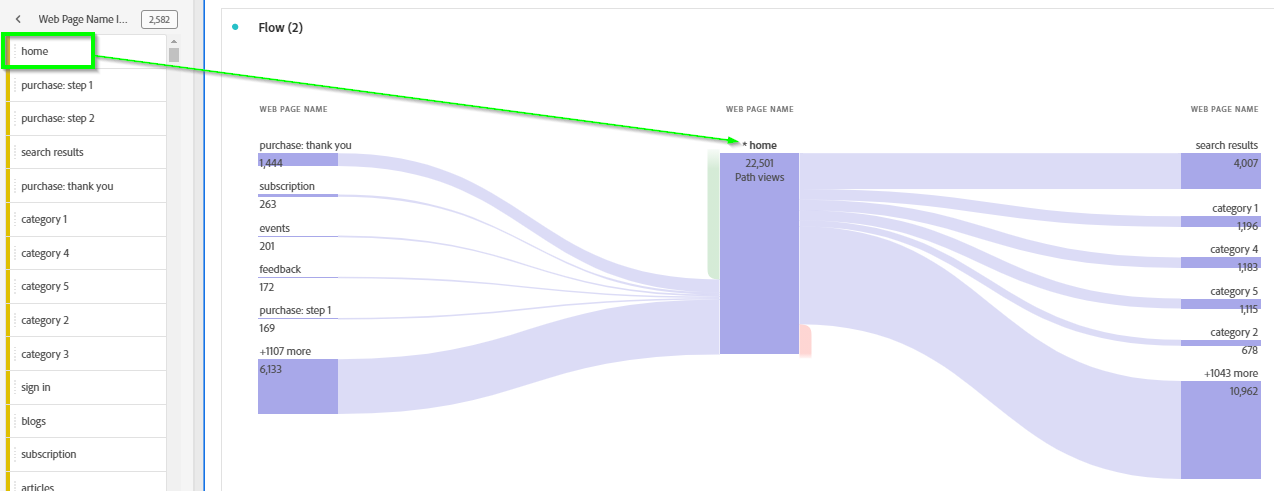 Web Page Name I... 2,582
home
purchase: step 1
purchase: step 2
search results
purchase: thank you
category 1
category 4
category 5
category 2
category 3
sign in
blogs
subscription
articles
Flow (2)
WEB PAGE NAME
purchase: thank you
1,444
subscription
263
events
201
feedback
172
purchase: step 1
169
+1107 more
6,133
WEB PAGE NAME
* home
22,501
Path views
WEB PAGE NAME
search results
4,007
category 1
1,196
category 4
1,183
category 5
1,115
category 2
678
+1043 more
10,962